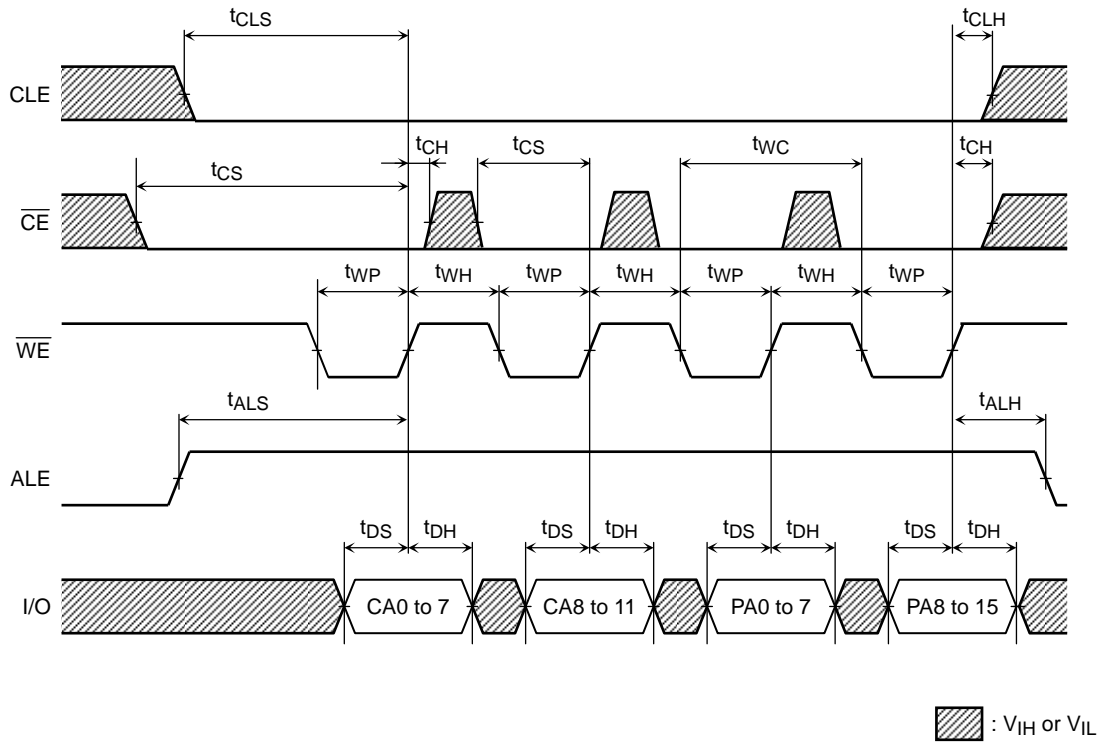 tCLS tCLH
CLE
tCH tCS tWC tCH
tCS
CE
tWP tWH tWP tWH tWP tWH tWP
WE
tALS tALH
ALE
tDS tDH tDS tDH tDS tDH tDS tDH
I/O CA0 to 7 CA8 to 11 PA0 to 7 PA8 to 15
: VIH or VIL